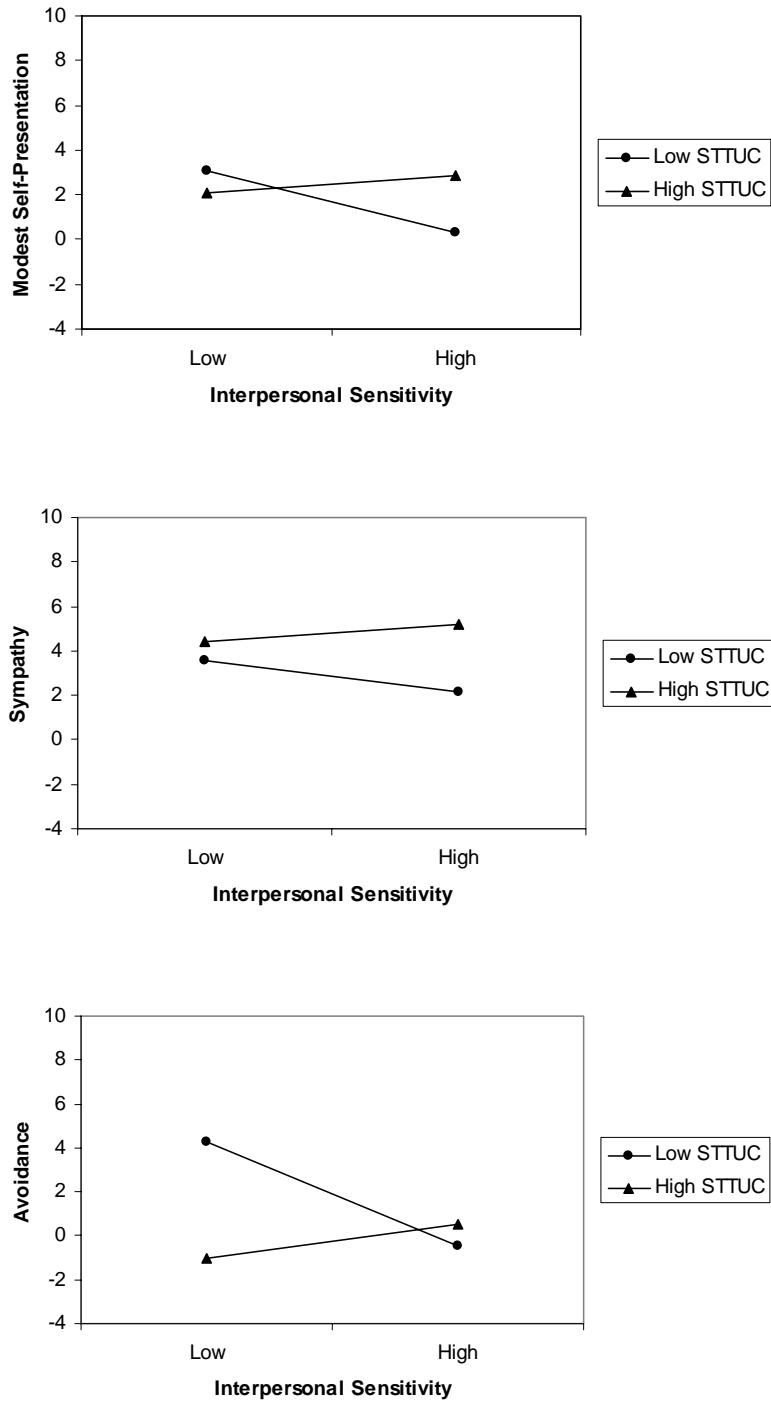 10
8
6
4
2
0
-2
-4
Modest Self-Presentation
Low High
Interpersonal Sensitivity
Low STTUC
High STTUC
10
8
6
4
2
0
-2
-4
Sympathy
Low High
Interpersonal Sensitivity
Low STTUC
High STTUC
10
8
6
4
2
0
-2
-4
Avoidance
Low High
Interpersonal Sensitivity
Low STTUC
High STTUC